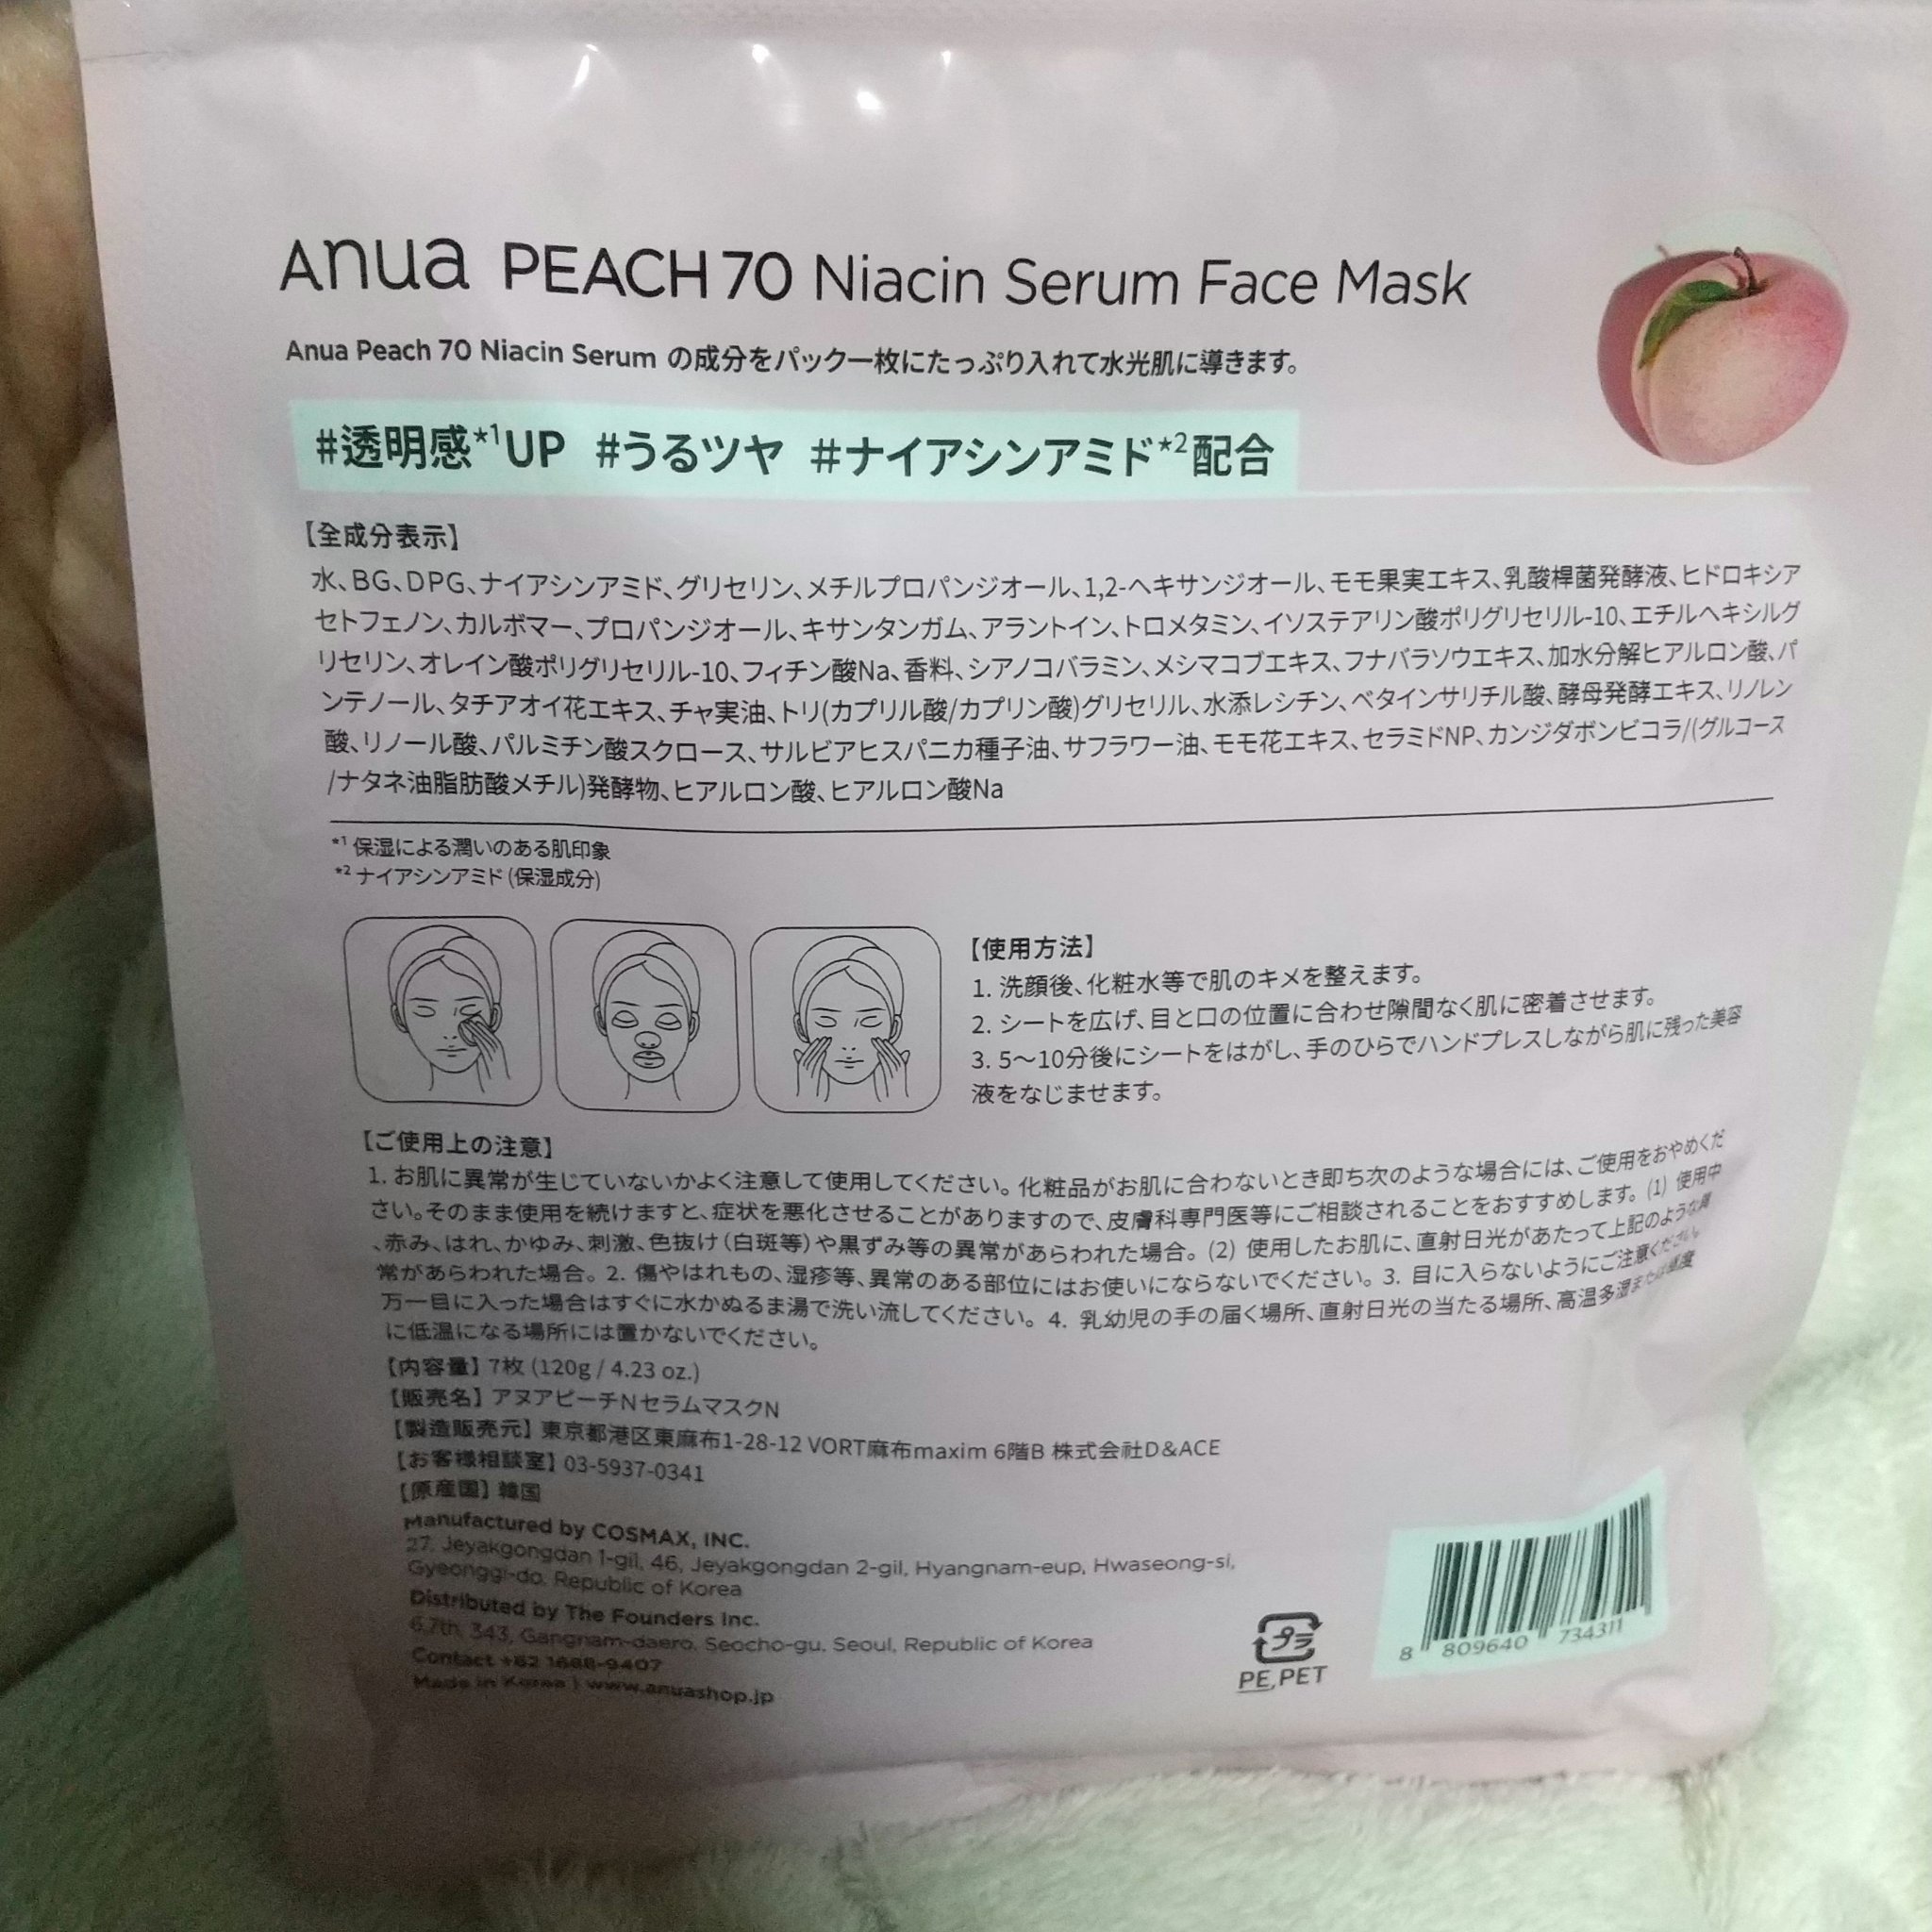 Anua PEACH 70 Niacin Serum Face Mask
Anua Peach 70 Niacin Serum の成分をパック一枚にたっぷり入れて水光肌に導きます。
#透明感*1UP #うるツヤ #ナイアシンアミド*2配合
【全成分表示】
水、BG、DPG、ナイアシンアミド、グリセリン、メチルプロパンジオール、1,2-ヘキサンジオール、モモ果実エキス、乳酸桿菌発酵液、ヒドロキシア
セトフェノン、カルボマー、プロパンジオール、キサンタンガム、アラントイン、トロメタミン、イソステアリン酸ポリグリセリル-10、エチルヘキシルグ
リセリン、オレイン酸ポリグリセリル-10、フィチン酸Na、香料、シアノコバラミン、メシマコブエキス、フナバラソウエキス、加水分解ヒアルロン酸、パ
ンテノール、タチアオイ花エキス、チャ実油、トリ(カプリル酸/カプリン酸)グリセリル、水添レシチン、ベタインサリチル酸、酵母発酵エキス、リノレン
酸、リノール酸、パルミチン酸スクロース、サルビアヒスパニカ種子油、サフラワー油、モモ花エキス、セラミドNP、カンジダボンビコラ/(グルコース
/ナタネ油脂肪酸メチル)発酵物、ヒアルロン酸、ヒアルロン酸Na
*1 保湿による潤いのある肌印象
*2 ナイアシンアミド (保湿成分)
【使用方法】
1. 洗顔後、化粧水等で肌のキメを整えます。
2. シートを広げ、目と口の位置に合わせ隙間なく肌に密着させます。
3. 5〜10分後にシートをはがし、手のひらでハンドプレスしながら肌に残った美容
液をなじませます。
【ご使用上の注意】
1. お肌に異常が生じていないかよく注意して使用してください。化粧品がお肌に合わないとき即ち次のような場合には、ご使用をおやめくだ
さい。そのまま使用を続けますと、症状を悪化させることがありますので、皮膚科専門医等にご相談されることをおすすめします。(1) 使用中
、赤み、はれ、かゆみ、刺激、色抜け(白斑等)や黒ずみ等の異常があらわれた場合。(2) 使用したお肌に、直射日光があたって上記のような異
常があらわれた場合。2. 傷やはれもの、湿疹等、異常のある部位にはお使いにならないでください。3. 目に入らないようにご注意ください。
万一目に入った場合はすぐに水かぬるま湯で洗い流してください。4. 乳幼児の手の届く場所、直射日光の当たる場所、高温多湿または
に低温になる場所には置かないでください。
【内容量】7枚 (120g / 4.23 oz.)
【販売名】アヌアピーチNセラムマスクN
【製造販売元】東京都港区東麻布1-28-12 VORT麻布maxim 6階B 株式会社D&ACE
【お客様相談室】03-5937-0341
【原産国】韓国
Manufactured by COSMAX, INC.
27, Jeyakgongdan 1-gil, 46, Jeyakgongdan 2-gil, Hyangnam-eup, Hwaseong-si,
Gyeonggi-do, Republic of Korea
Distributed by The Founders Inc.
6,7th, 343, Gangnam-daero, Seocho-gu, Seoul, Republic of Korea
Contact +82 1688-9407
Made in Korea | www.anuashop.jp
プラ
PE,PET
8 809640 734311